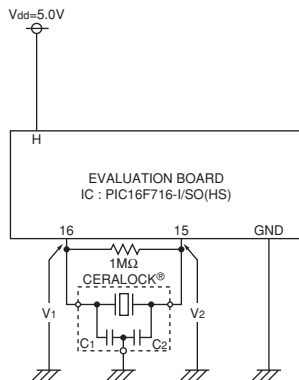 Vdd=5.0V
H
EVALUATION BOARD
IC : PIC16F716-I/SO(HS)
16 15 GND
1MΩ
CERALOCK®
V1 V2
C1 C2